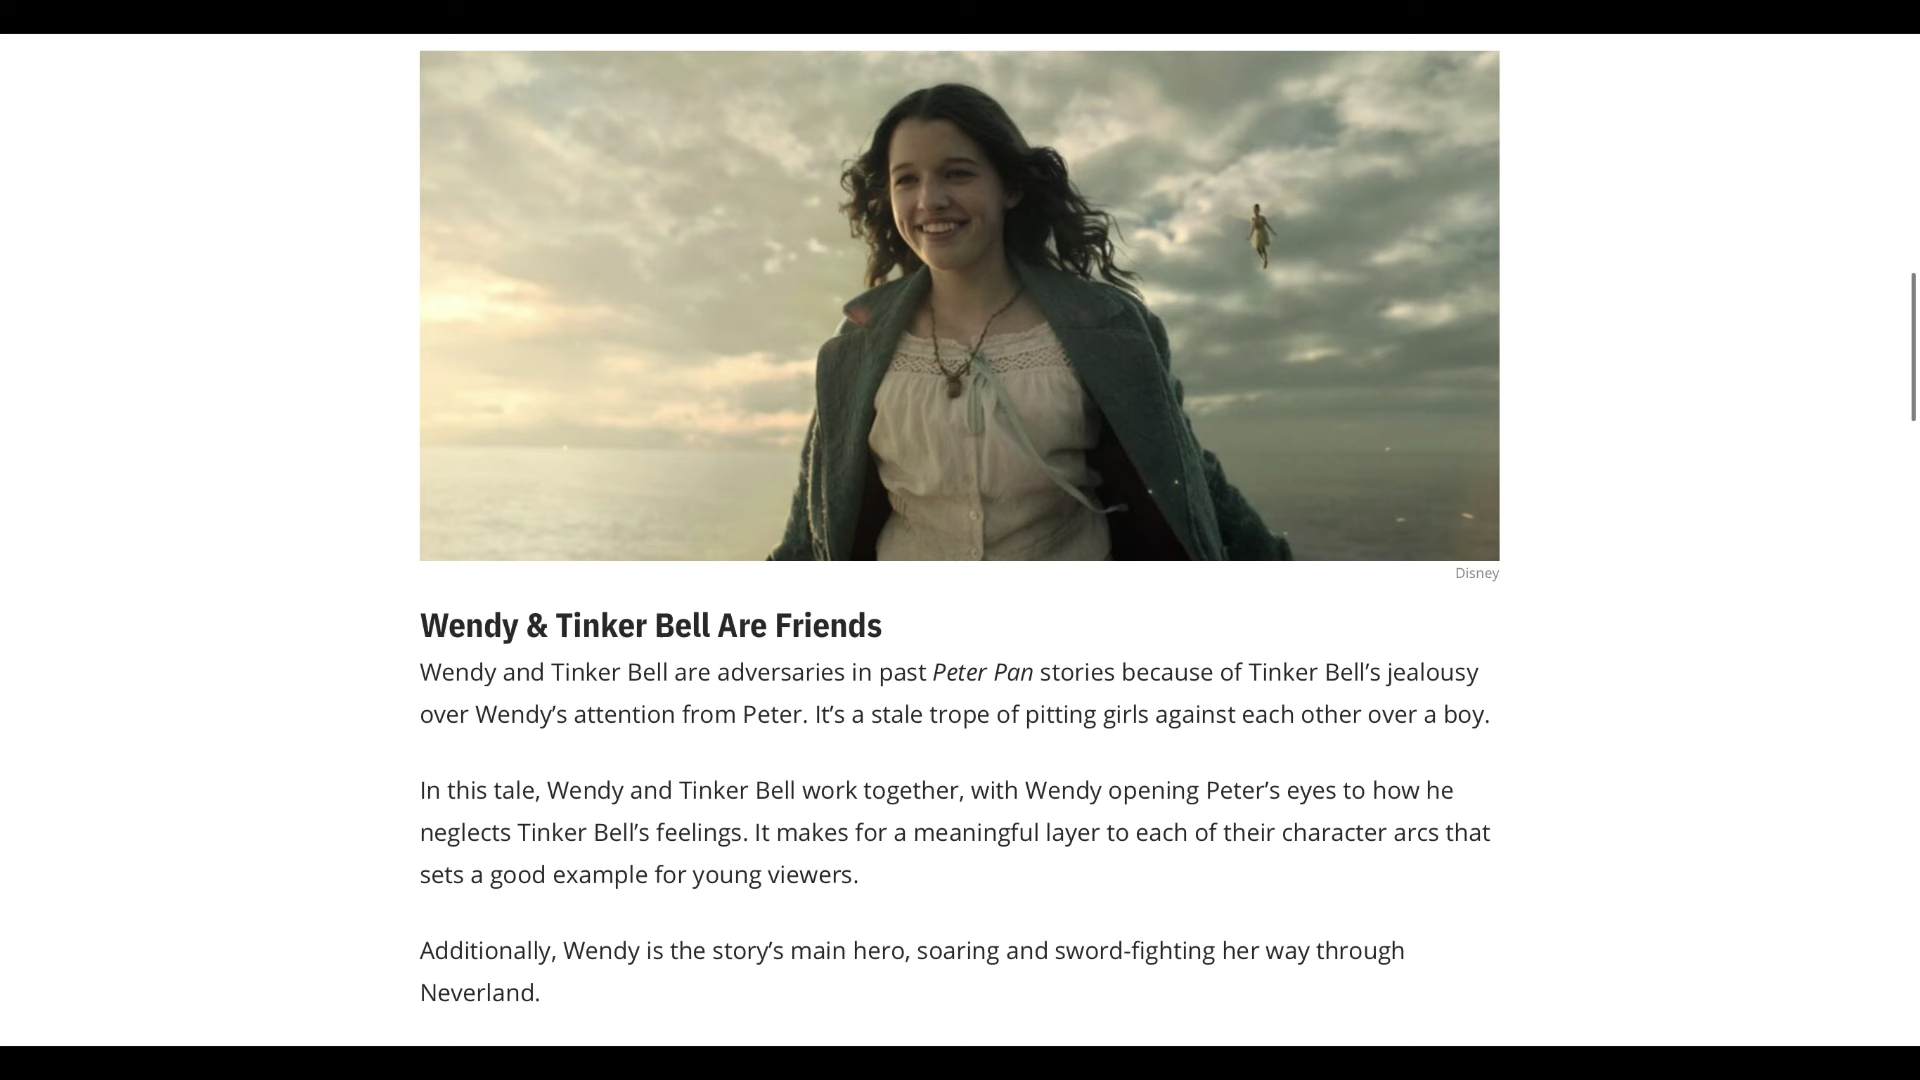 Disney
Wendy & Tinker Bell Are Friends
Wendy and Tinker Bell are adversaries in past Peter Pan stories because of Tinker Bell’s jealousy
over Wendy’s attention from Peter. It’s a stale trope of pitting girls against each other over a boy.
In this tale, Wendy and Tinker Bell work together, with Wendy opening Peter’s eyes to how he
neglects Tinker Bell’s feelings. It makes for a meaningful layer to each of their character arcs that
sets a good example for young viewers.
Additionally, Wendy is the story’s main hero, soaring and sword-fighting her way through
Neverland.